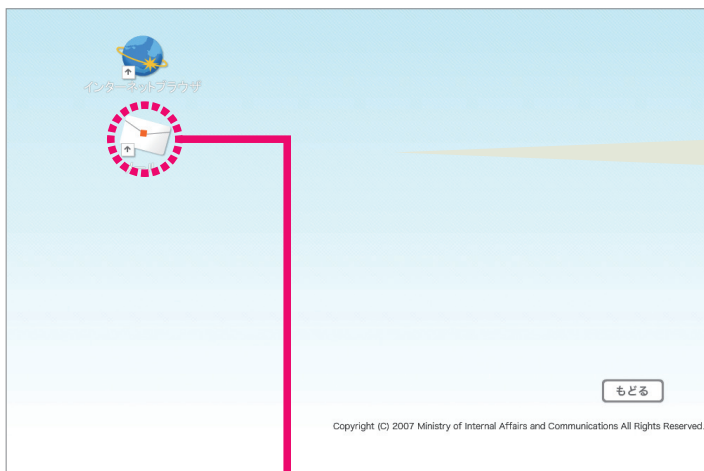 インターネットブラウザ
もどる
Copyright (C) 2007 Ministry of Internal Affairs and Communications All Rights Reserved.